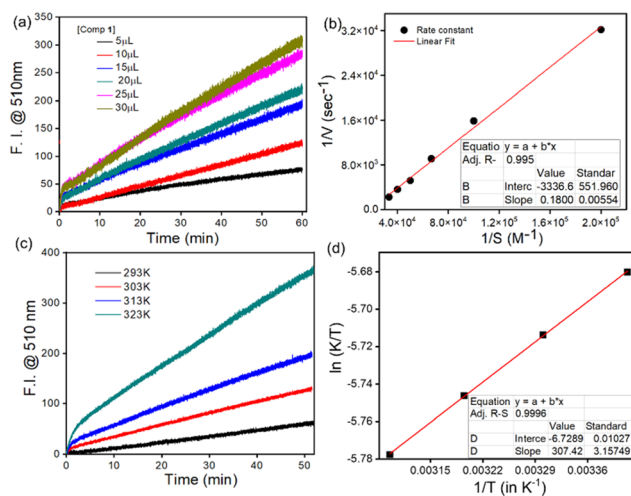 (a)
[Comp 1]
5μL
10μL
15μL
20μL
25μL
30μL
F. I. @ 510nm
350
300
250
200
150
100
50
0
0 10 20 30 40 50 60
Time (min)
(b)
Rate constant
Linear Fit
1/V (sec⁻¹)
3.2×10⁴
2.4×10⁴
1.6×10⁴
8.0×10³
0.0
Equatio y = a + b*x
Adj. R- 0.995
Value Standar
B Interc -3336.6 551.960
B Slope 0.1800 0.00554
4.0×10⁴ 8.0×10⁴ 1.2×10⁵ 1.6×10⁵ 2.0×10⁵
1/S (M⁻¹)
(c)
293K
303K
313K
323K
F.I. @ 510 nm
400
300
200
100
0
0 10 20 30 40 50
Time (min)
(d)
ln (K/T)
-5.68
-5.70
-5.72
-5.74
-5.76
-5.78
Equation y = a + b*x
Adj. R-S 0.9996
Value Standard
D Interce -6.7289 0.01027
D Slope 307.42 3.15749
0.00315 0.00322 0.00329 0.00336
1/T (in K⁻¹)